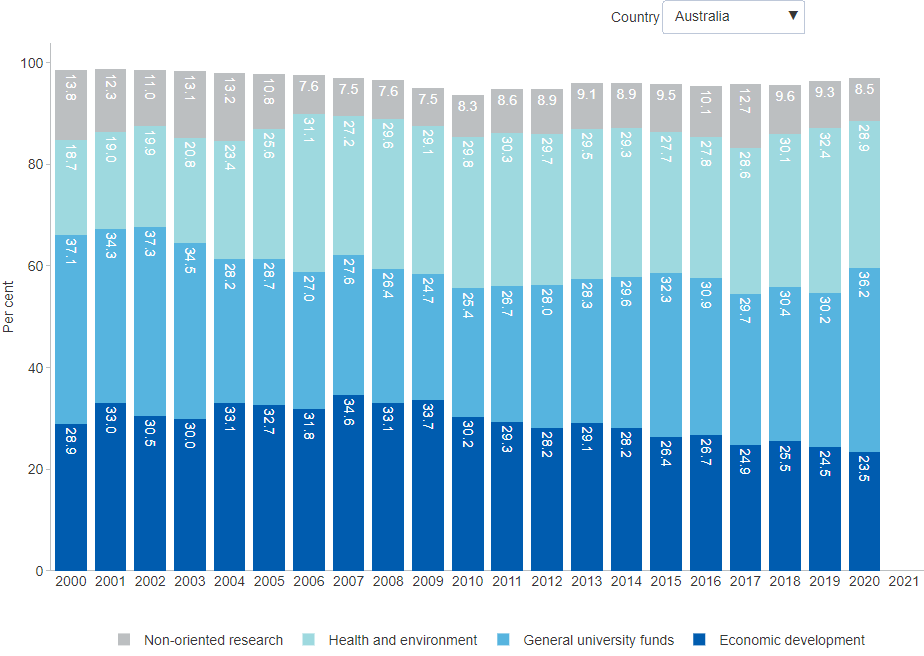 Country Australia ▼
Per cent
100
80
60
40
20
0
13.8 12.3 11.0 13.1 13.2 10.8 7.6 7.5 7.6 7.5 8.3 8.6 8.9 9.1 8.9 9.5 10.1 12.7 9.6 9.3 8.5
18.7 19.0 19.9 20.8 23.4 25.6 31.1 27.2 29.6 29.1 29.8 30.3 29.7 29.5 29.3 27.7 27.8 28.6 30.1 32.4 28.9
37.1 34.3 37.3 34.5 28.2 28.7 27.0 27.6 26.4 24.7 25.4 26.7 28.0 28.3 29.6 32.3 30.9 29.7 30.4 30.2 36.2
28.9 33.0 30.5 30.0 33.1 32.7 31.8 34.6 33.1 33.7 30.2 29.3 28.2 29.1 28.2 26.4 26.7 24.9 25.5 24.5 23.5
2000 2001 2002 2003 2004 2005 2006 2007 2008 2009 2010 2011 2012 2013 2014 2015 2016 2017 2018 2019 2020 2021
Non-oriented research Health and environment General university funds Economic development